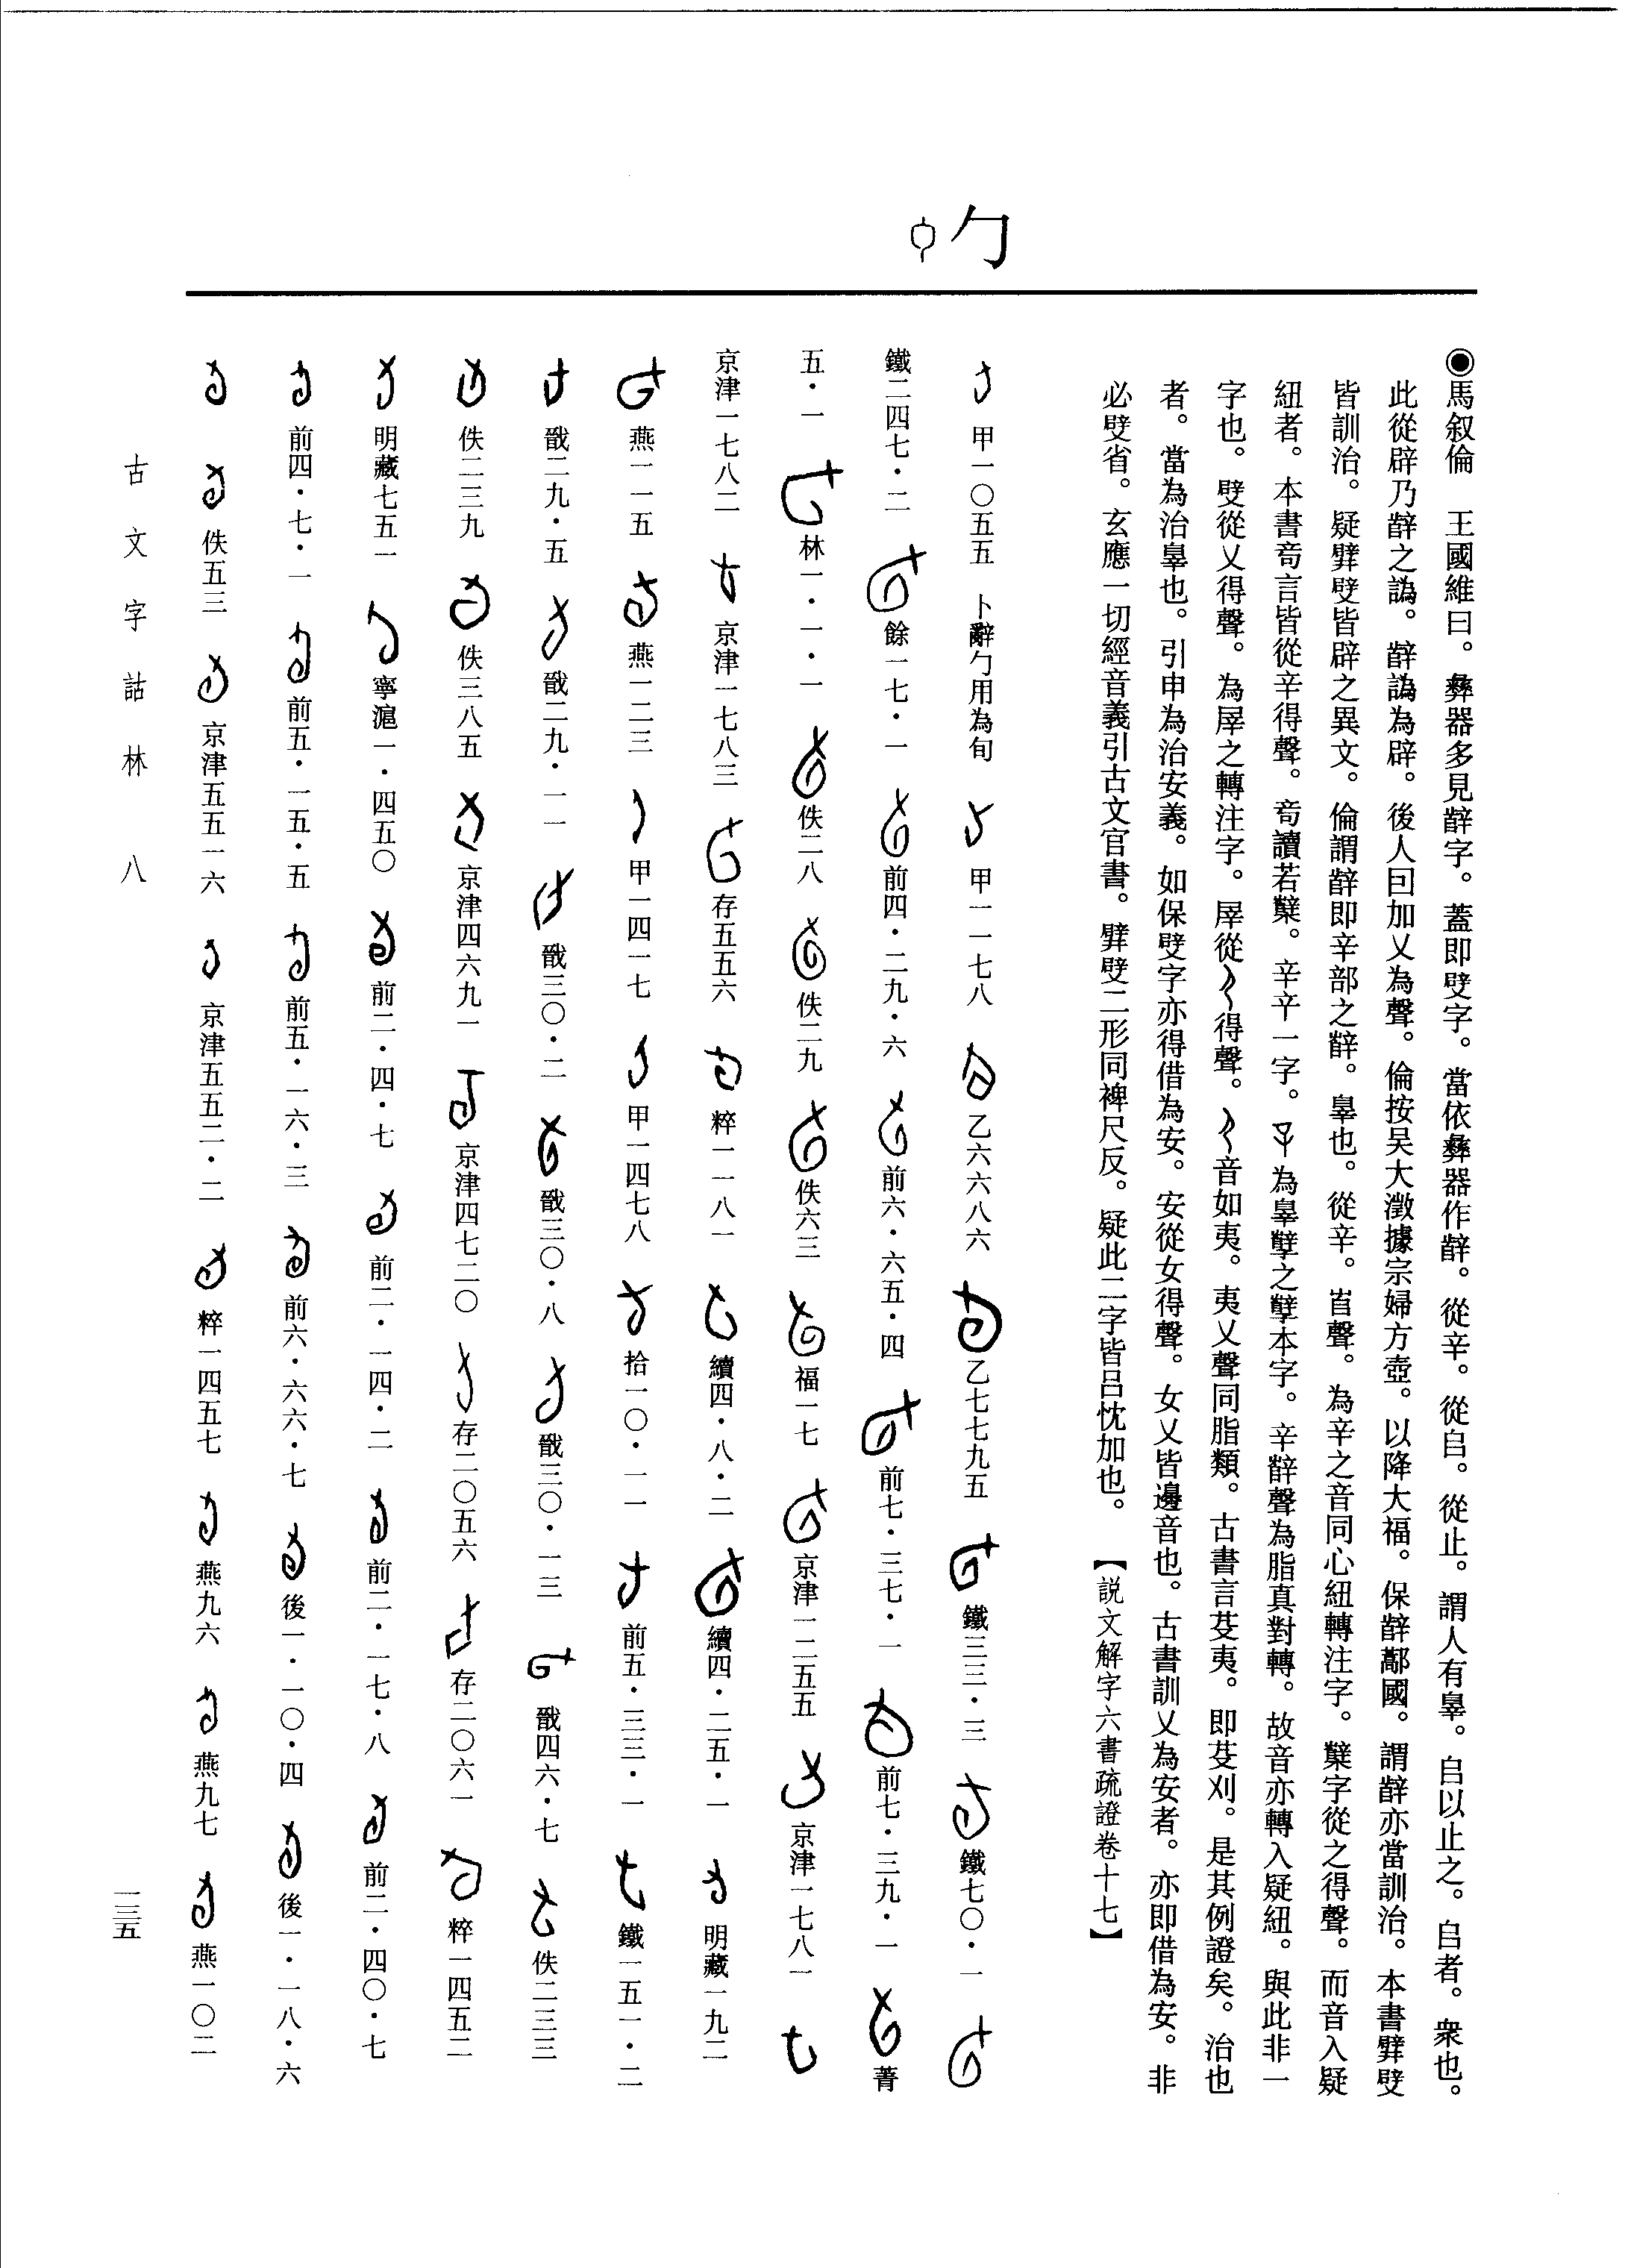 勹
◉馬叙倫　王國維曰。彝器多見辥字。蓋即嬖字。當依彝器作辥。從辛。從𠂤。從止。謂人有辠。𠂤以止之。𠂤者。衆也。
此從辟乃辥之譌。辥譌為辟。後人因加乂為聲。倫按吴大澂據宗婦方壺。以降大福。保辥鄁國。謂辥亦當訓治。本書
皆訓治。疑皆辟之異文。倫謂辥即辛部之辥。辠也。從辛。聲。為辛之音同心紐轉注字。櫱字從之得聲。而音入疑
紐者。本書言皆從辛得聲。讀若櫱。辛䇂一字。為辠孼之孼本字。辛辥聲為脂真對轉。故音亦轉入疑紐。與此非一
字也。從乂得聲。為之轉注字。從得聲。音如夷。夷乂聲同脂類。古書言芟夷。即芟刈。是其例證矣。治也
者。當為治辠也。引申為治安義。如保字亦得借為安。安從女得聲。女乂皆邊音也。古書訓乂為安者。亦即借為安。非
必省。玄應一切經音義引古文官書。二形同裨尺反。疑此二字皆呂忱加也。　【説文解字六書疏證卷十七】
甲一〇五五　卜辭勹用為旬　甲一一七八　乙六六八六　乙七七九五　鐵三三・三　鐵七〇・一
鐵二四七・二　餘一七・一　前四・二九・六　前六・六五・四　前七・三七・一　前七・三九・一　菁
五・一　林一・一・一　佚二八　佚二九　佚六三　福一七　京津一二五五　京津一七八一
京津一七八二　京津一七八三　存五五六　粹一一八一　續四・八・二　續四・二五・一　明藏一九二
燕一一五　燕一二三　甲一四一七　甲一四七八　拾一〇・一一　前五・三三・一　鐵一五一・二
戩二九・五　戩二九・一一　戩三〇・二　戩三〇・八　戩三〇・一三　戩四六・七　佚二三三
佚二三九　佚三八五　京津四六九一　京津四七二〇　存二〇五六　存二〇六一　粹一四五二
明藏七五一　寧滬一・四五〇　前二・四・七　前二・一四・二　前二・一七・八　前二・四〇・七
前四・七・一　前五・一五・五　前五・一六・三　前六・六六・七　後一・一〇・四　後一・一八・六
佚五三　京津五五一六　京津五五二・二　粹一四五七　燕九六　燕九七　燕一〇二
古文字詁林　八
一三五